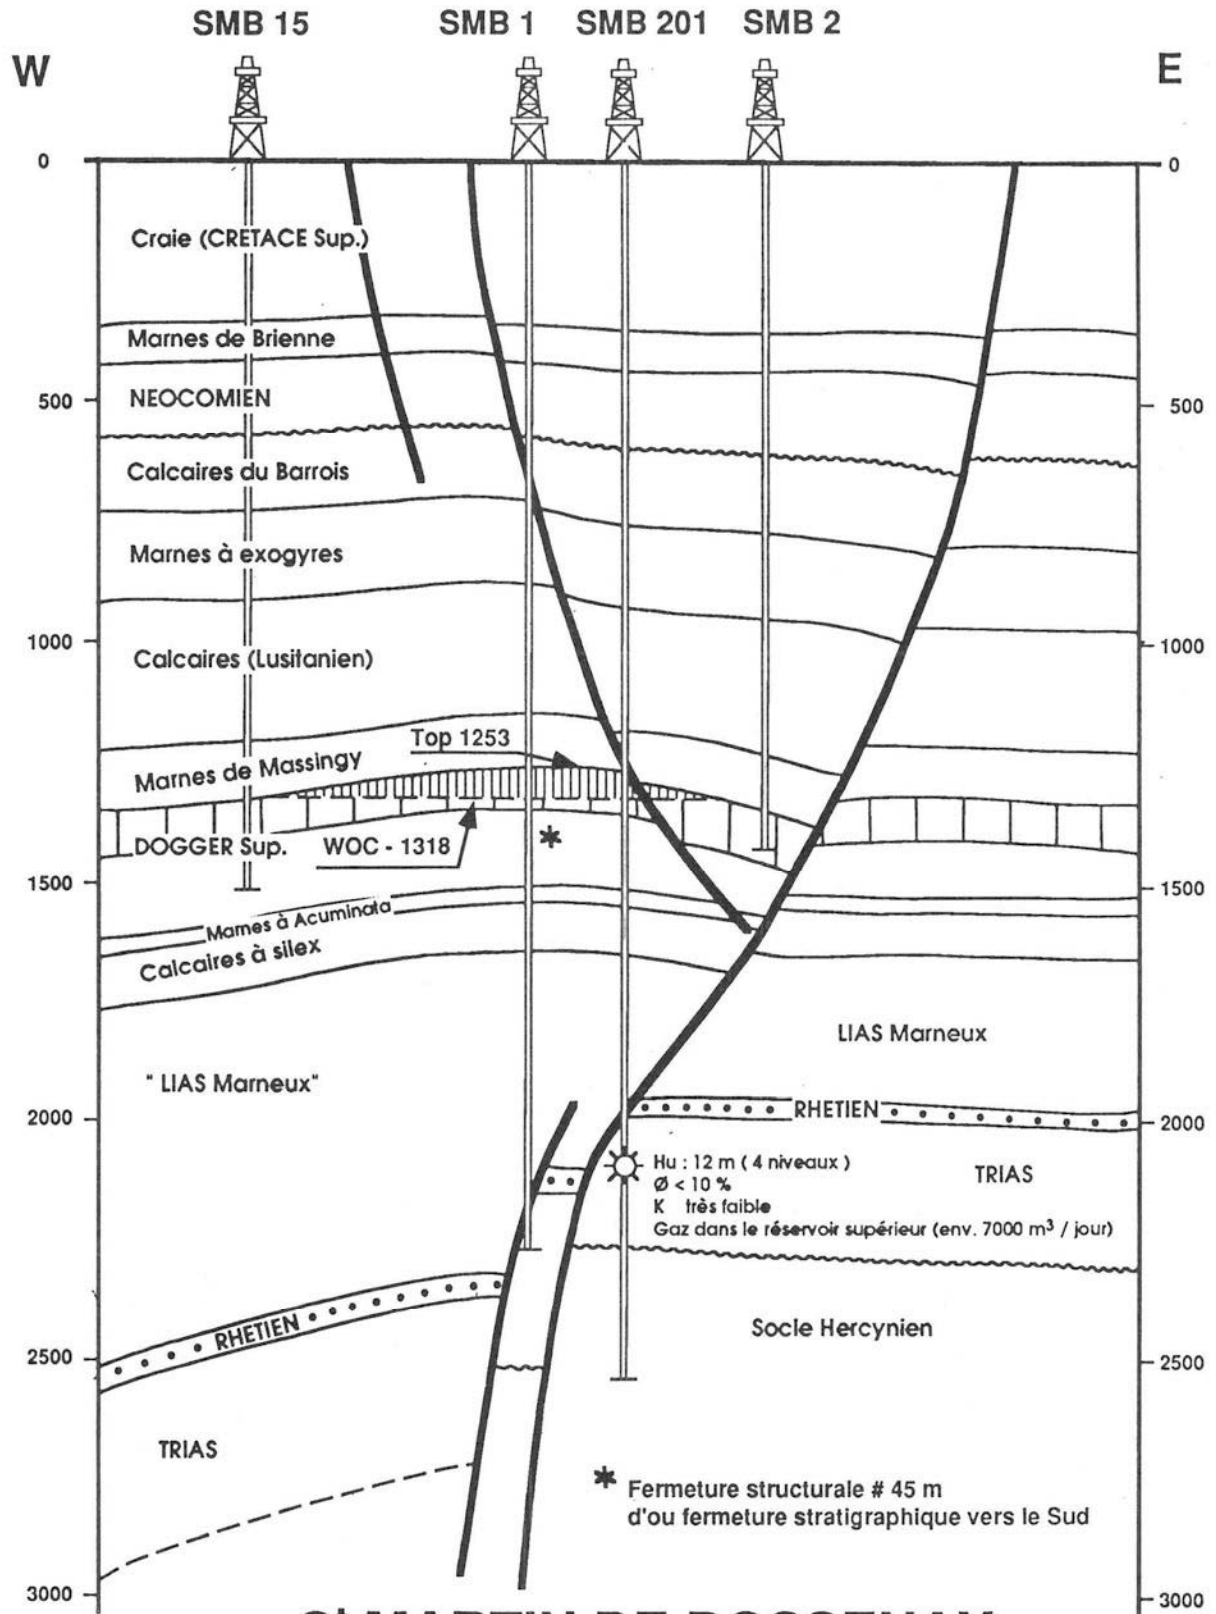 SMB 15 SMB 1 SMB 201 SMB 2
W E
0 0
Craie (CRETACE Sup.)
Marnes de Brienne
NEOCOMIEN
500 500
Calcaires du Barrois
Marnes à exogyres
1000 1000
Calcaires (Lusitanien)
Top 1253
Marnes de Massingy
DOGGER Sup. WOC - 1318
*
1500 1500
Marnes à Acuminata
Calcaires à silex
LIAS Marneux
" LIAS Marneux"
2000 2000
RHETIEN
Hu : 12 m ( 4 niveaux )
TRIAS
Ø < 10 %
K très faible
Gaz dans le réservoir supérieur (env. 7000 m³ / jour)
RHETIEN
Socle Hercynien
2500 2500
TRIAS
* Fermeture structurale # 45 m
d'ou fermeture stratigraphique vers le Sud
3000 3000